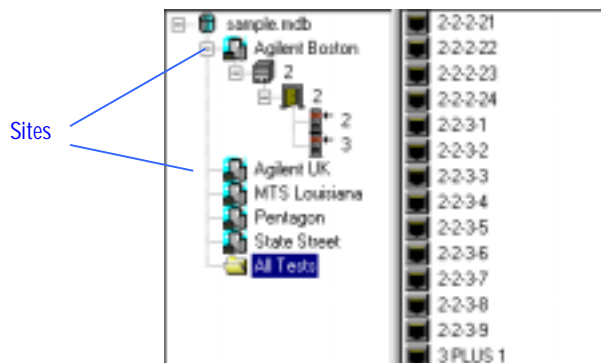 Sites
sample.mdb
Agilent Boston
2
2
2
3
Agilent UK
MTS Louisiana
Pentagon
State Street
All Tests
2-2-2-21
2-2-2-22
2-2-2-23
2-2-2-24
2-2-3-1
2-2-3-2
2-2-3-3
2-2-3-4
2-2-3-5
2-2-3-6
2-2-3-7
2-2-3-8
2-2-3-9
3 PLUS 1